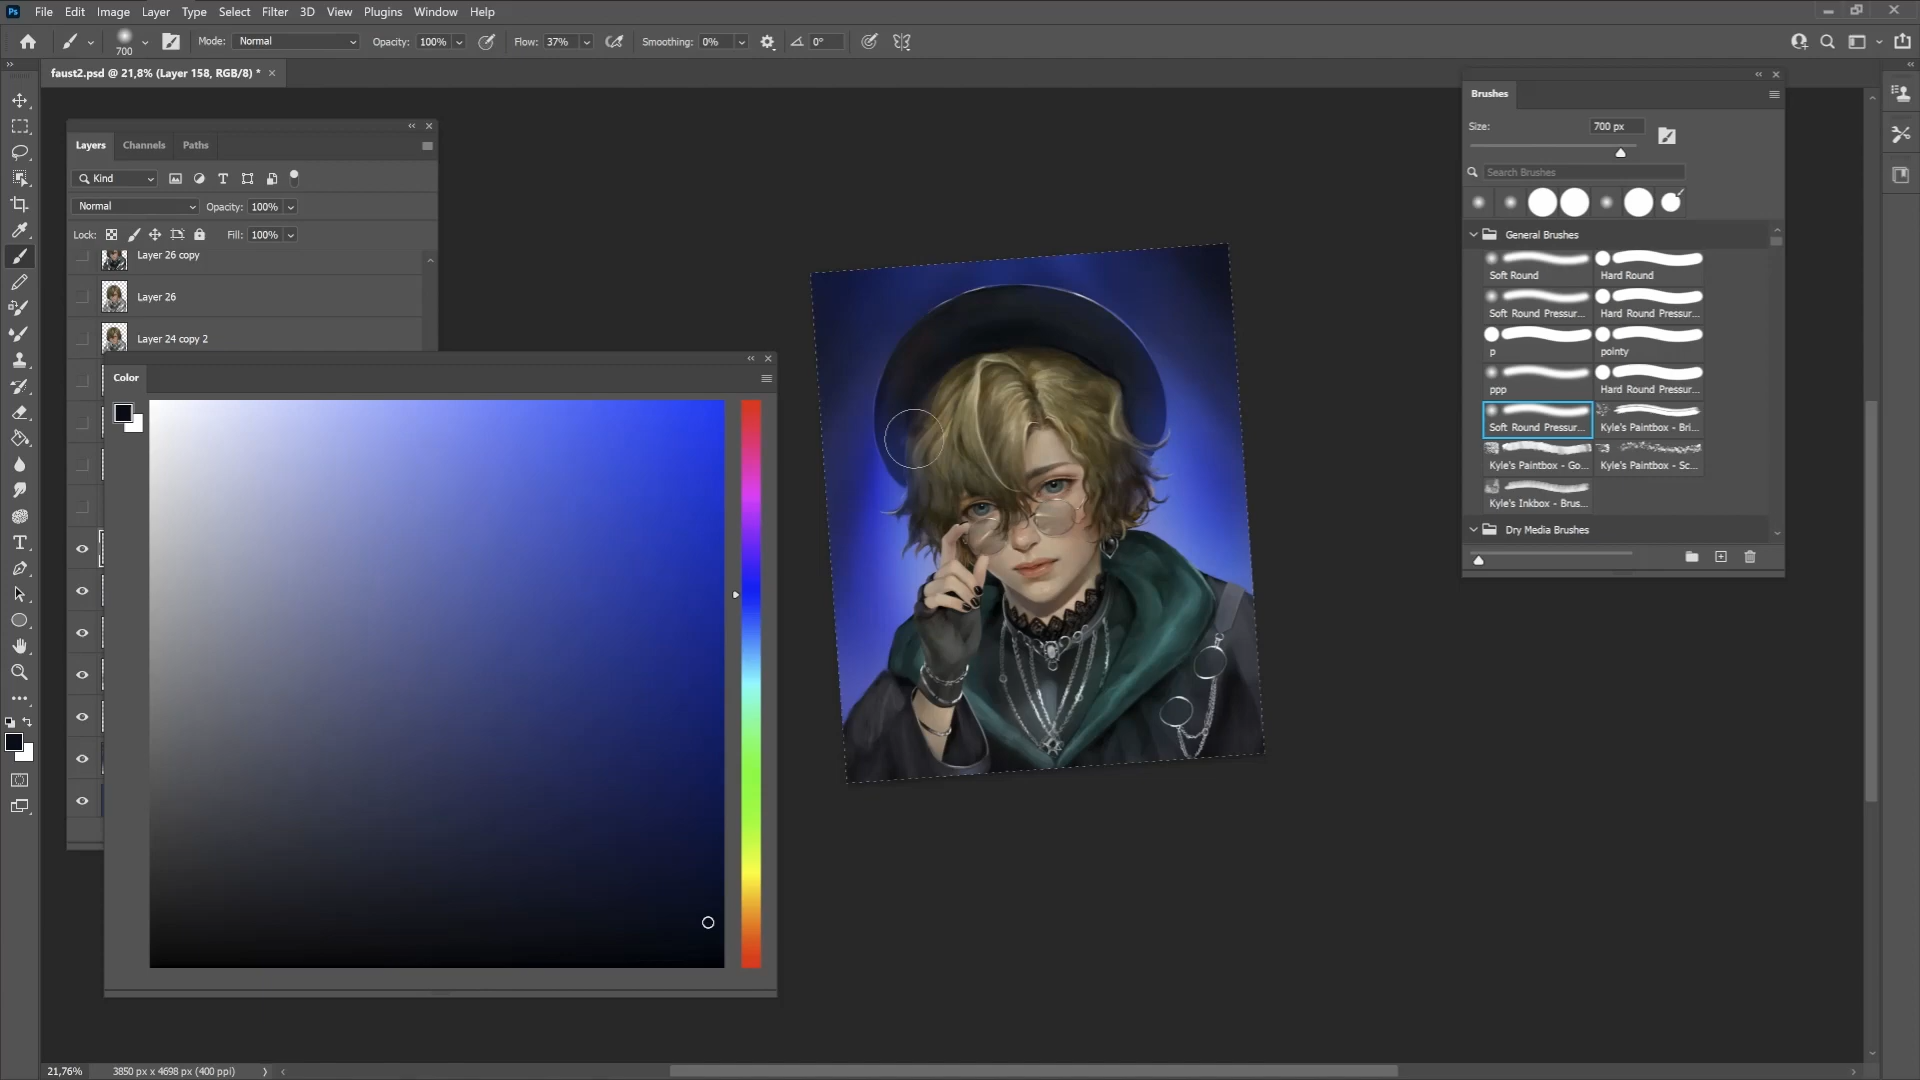 Ps File Edit Image Layer Type Select Filter 3D View Plugins Window Help
700 Mode: Normal Opacity: 100% Flow: 37% Smoothing: 0% 0°
faust2.psd @ 21,8% (Layer 158, RGB/8) *
Layers Channels Paths
Kind
Normal Opacity: 100%
Lock: Fill: 100%
Layer 26 copy
Layer 26
Layer 24 copy 2
Color
Brushes
Size: 700 px
Search Brushes
General Brushes
Soft Round Hard Round
Soft Round Pressur... Hard Round Pressur...
p pointy
ppp Hard Round Pressur...
Soft Round Pressur... Kyle's Paintbox - Bri...
Kyle's Paintbox - Go... Kyle's Paintbox - Sc...
Kyle's Inkbox - Brus...
Dry Media Brushes
21,76% 3850 px x 4698 px (400 ppi)